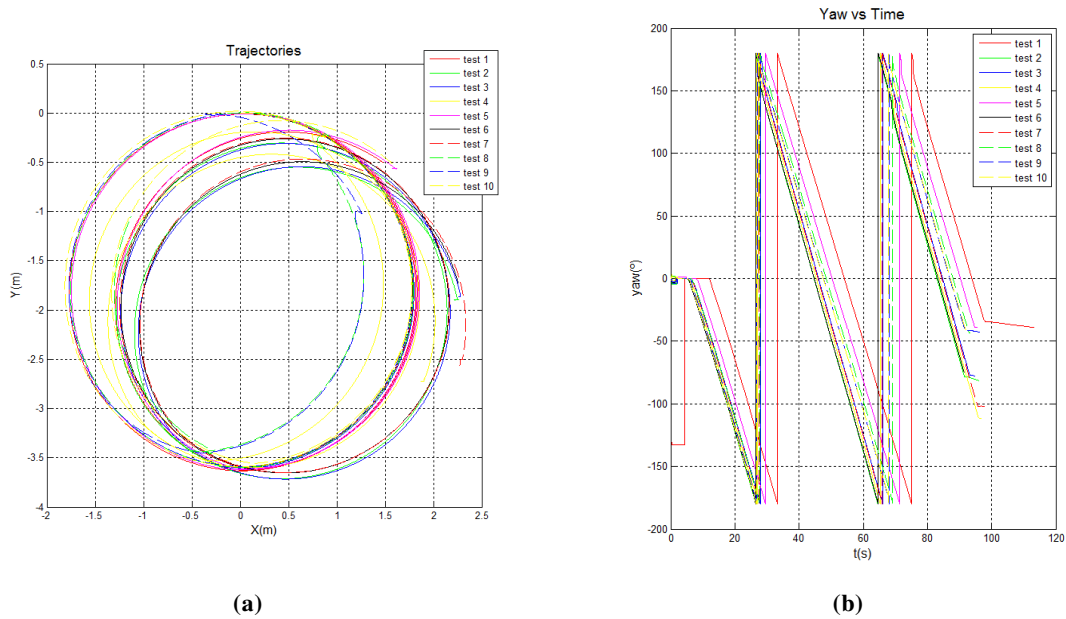 Trajectories
0.5
0
-0.5
-1
-1.5
-2
-2.5
-3
-3.5
-4
Y(m)
-2
-1.5
-1
-0.5
0
0.5
1
1.5
2
2.5
X(m)
test 1
test 2
test 3
test 4
test 5
test 6
test 7
test 8
test 9
test 10
(a)
Yaw vs Time
200
150
100
50
0
-50
-100
-150
-200
yaw(º)
0
20
40
60
80
100
120
t(s)
test 1
test 2
test 3
test 4
test 5
test 6
test 7
test 8
test 9
test 10
(b)